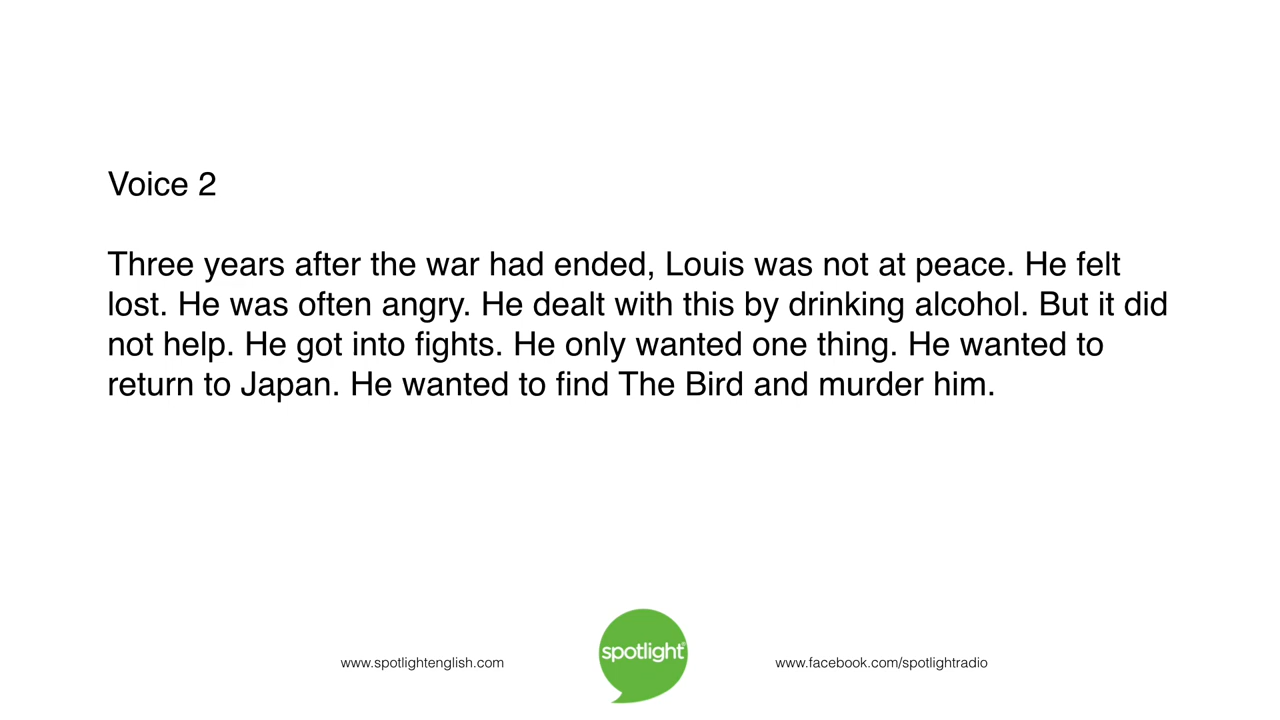 Voice 2
Three years after the war had ended, Louis was not at peace. He felt
lost. He was often angry. He dealt with this by drinking alcohol. But it did
not help. He got into fights. He only wanted one thing. He wanted to
return to Japan. He wanted to find The Bird and murder him.
www.spotlightenglish.com
spotlight
www.facebook.com/spotlightradio